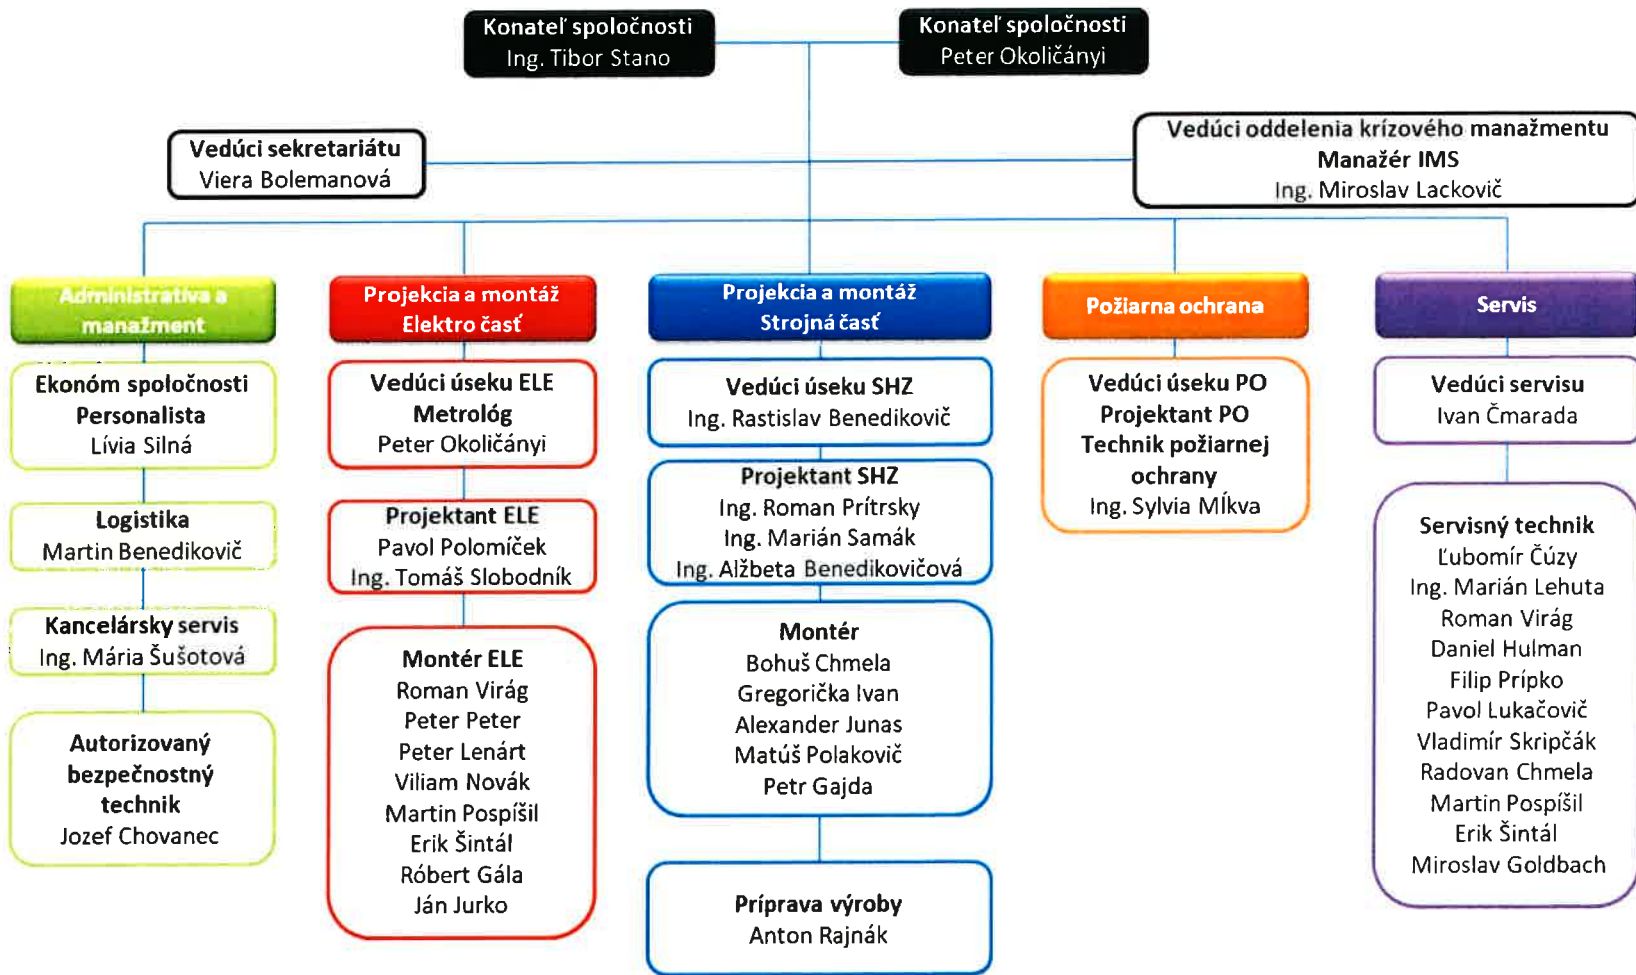 Konateľ spoločnosti
Ing. Tibor Stano
Konateľ spoločnosti
Peter Okoličányi
Vedúci sekretariátu
Viera Bolemanová
Vedúci oddelenia krízového manažmentu
Manažér IMS
Ing. Miroslav Lackovič
Administratíva a
manažment
Ekonóm spoločnosti
Personalista
Lívia Silná
Logistika
Martin Benedikovič
Kancelársky servis
Ing. Mária Šušotová
Autorizovaný
bezpečnostný
technik
Jozef Chovanec
Projekcia a montáž
Elektro časť
Vedúci úseku ELE
Metrológ
Peter Okoličányi
Projektant ELE
Pavol Polomíček
Ing. Tomáš Slobodník
Montér ELE
Roman Virág
Peter Peter
Peter Lenárt
Viliam Novák
Martin Pospíšil
Erik Šintál
Róbert Gála
Ján Jurko
Projekcia a montáž
Strojná časť
Vedúci úseku SHZ
Ing. Rastislav Benedikovič
Projektant SHZ
Ing. Roman Prítrsky
Ing. Marián Samák
Ing. Alžbeta Benedikovičová
Montér
Bohuš Chmela
Gregorička Ivan
Alexander Junas
Matúš Polakovič
Petr Gajda
Príprava výroby
Anton Rajnák
Požiarna ochrana
Vedúci úseku PO
Projektant PO
Technik požiarnej
ochrany
Ing. Sylvia Mĺkva
Servis
Vedúci servisu
Ivan Čmarada
Servisný technik
Ľubomír Čúzy
Ing. Marián Lehuta
Roman Virág
Daniel Hulman
Filip Prípko
Pavol Lukačovič
Vladimír Skripčák
Radovan Chmela
Martin Pospíšil
Erik Šintál
Miroslav Goldbach